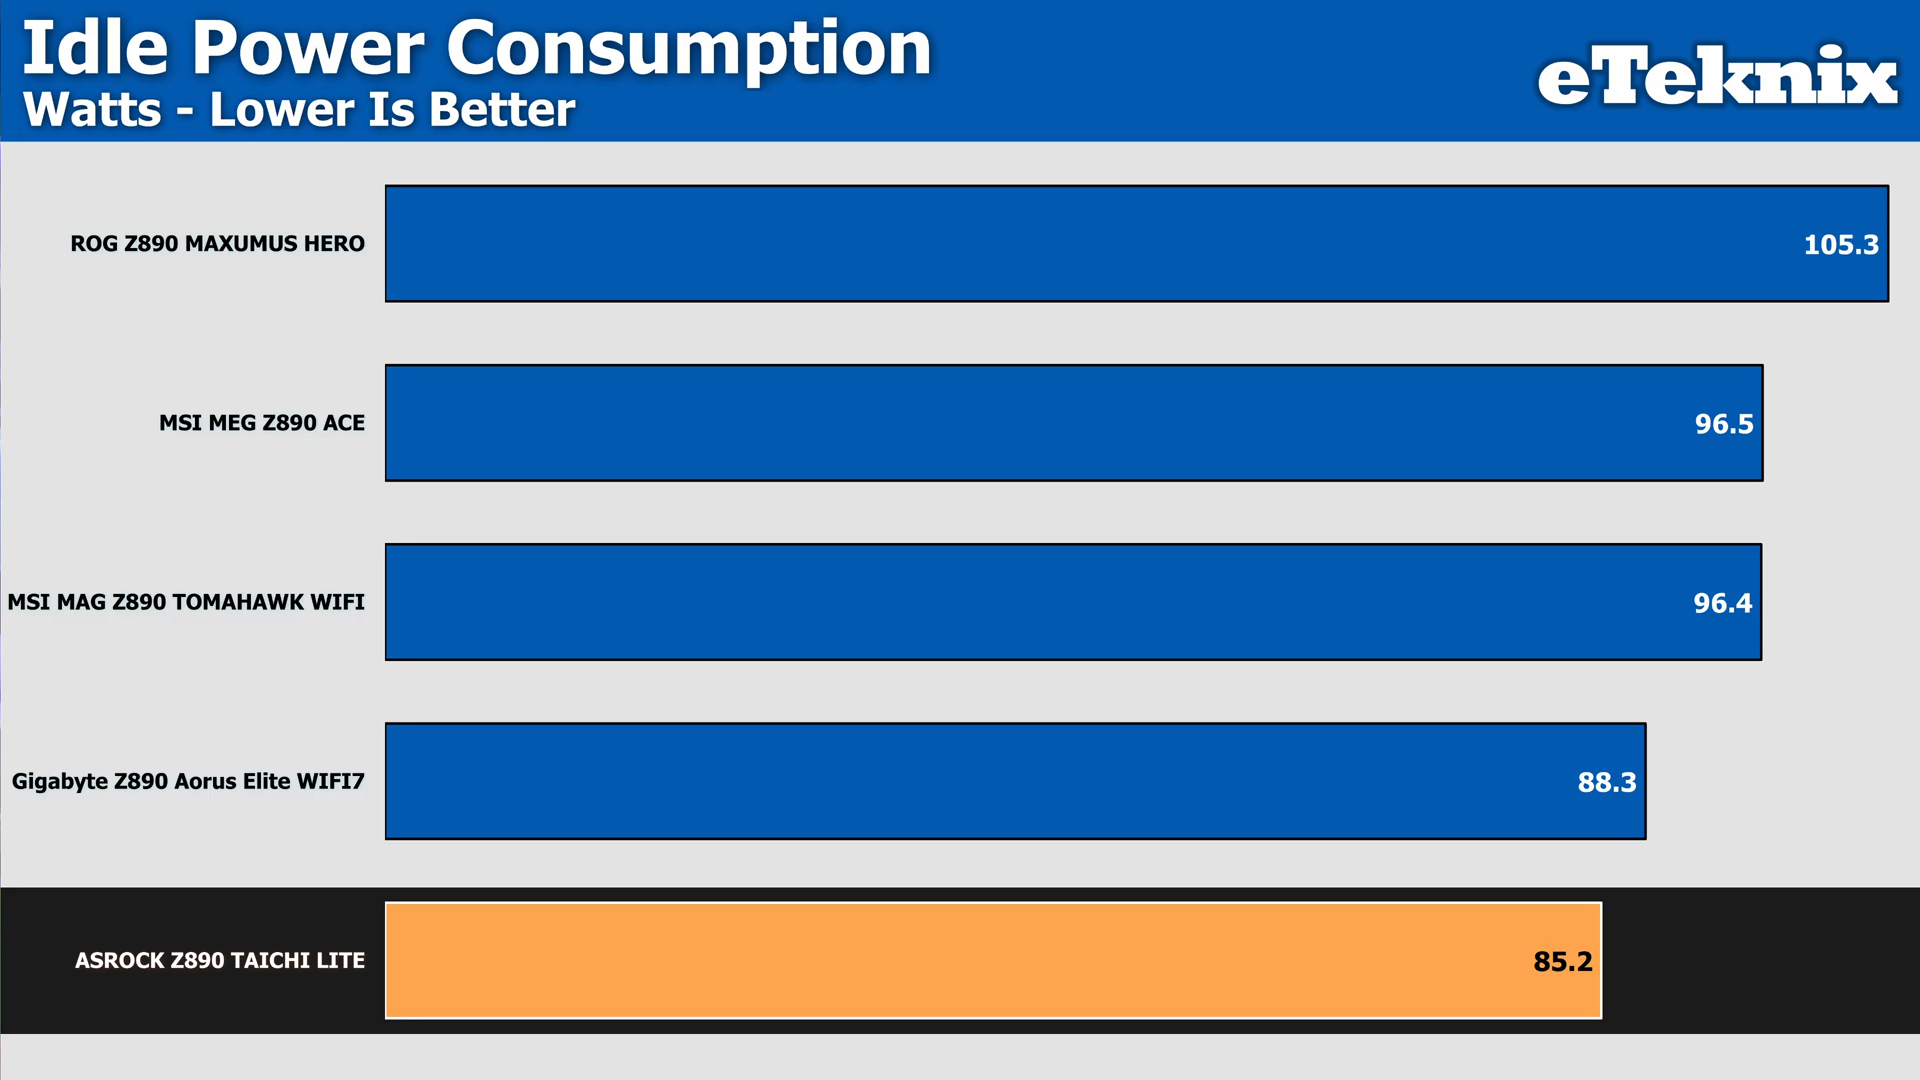 Idle Power Consumption
Watts - Lower Is Better
eTeknix
ROG Z890 MAXUMUS HERO
105.3
MSI MEG Z890 ACE
96.5
MSI MAG Z890 TOMAHAWK WIFI
96.4
Gigabyte Z890 Aorus Elite WIFI7
88.3
ASROCK Z890 TAICHI LITE
85.2